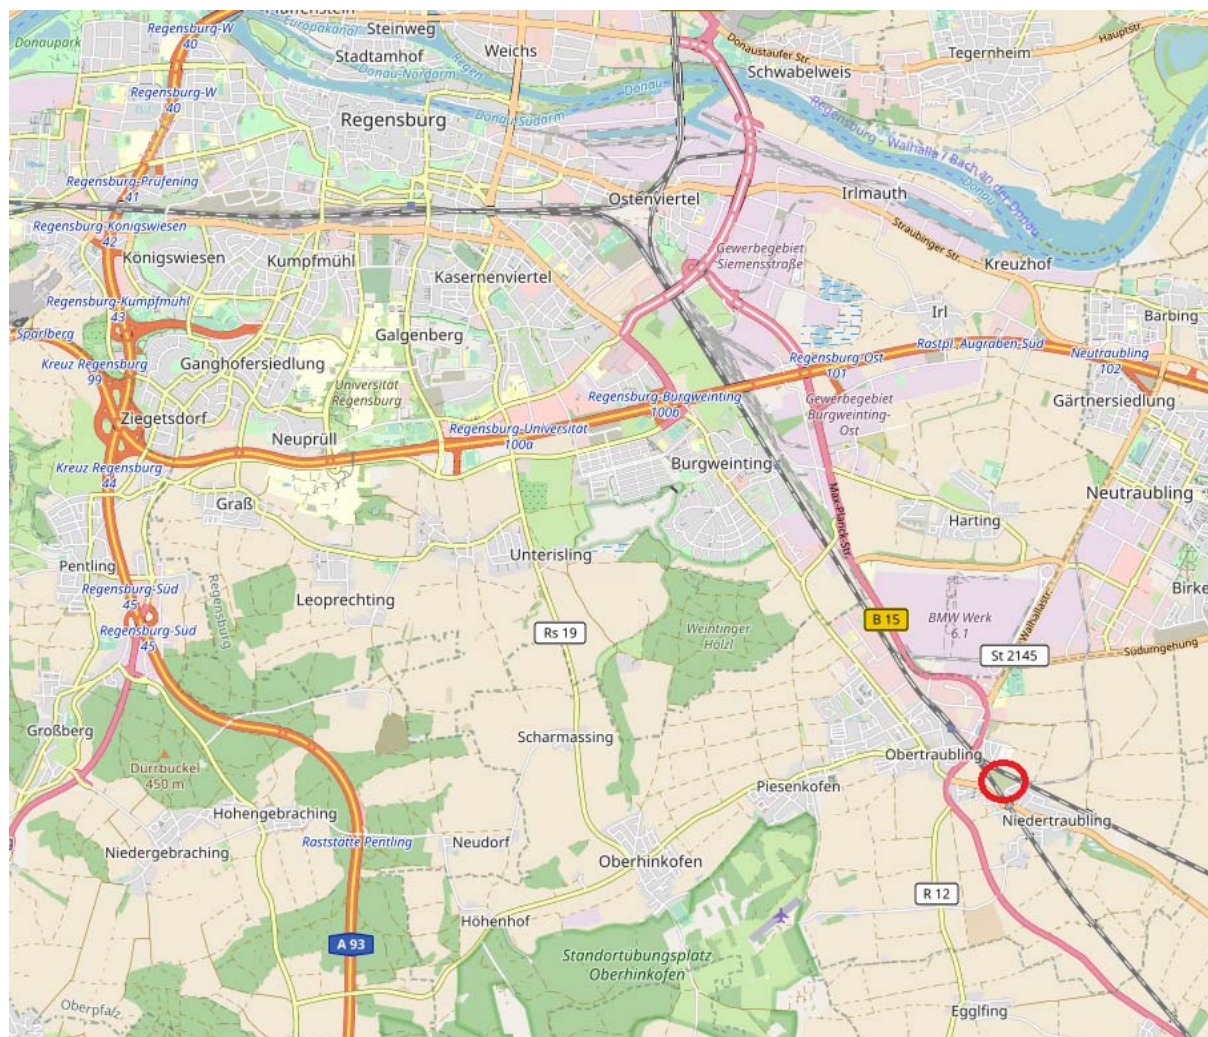 Pfaffenstein
Regensburg-W
40
Europakanal
Steinweg
Donaupark
Weichs
Stadtamhof
Regen
Donau-Nordarm
Donaustaufer Str.
Hauptstr.
Tegernheim
Schwabelweis
Donau
Regensburg-W
40
Regensburg
Donau Südarm
Regensburg - Walhalla / Bach an der Donau
Donau
Regensburg-Prüfening
41
Ostenviertel
Irlmauth
Regensburg-Königswiesen
42
Straubinger Str.
Königswiesen
Kumpfmühl
Kasernenviertel
Gewerbegebiet
Siemensstraße
Kreuzhof
Regensburg-Kumpfmühl
43
Irl
Barbing
Sparlberg
Galgenberg
Rastpl. Augraben-Süd
Kreuz Regensburg
99
Ganghofersiedlung
Regensburg-Ost
101
Neutraubling
102
Universität
Regensburg
Regensburg-Burgweinting
100b
Gewerbegebiet
Burgweinting-
Ost
Gärtnersiedlung
Ziegetsdorf
Neuprüll
Regensburg-Universität
100a
Kreuz Regensburg
44
Burgweinting
Graß
Max-Planck-Str.
Neutraubling
Harting
Pentling
Unterisling
Regensburg-Süd
45
Regensburg
Leoprechting
Birke
Regensburg-Süd
45
Rs 19
Weintinger
Hölzl
B 15
BMW Werk
6.1
Walhallastr.
St 2145
Südumgehung
Großberg
Scharmassing
Obertraubling
Dürrbuckel
450 m
Piesenkofen
Hohengebraching
Niedertraubling
Raststätte Pentling
Neudorf
Niedergebraching
Oberhinkofen
R 12
Höhenhof
A 93
Standortübungsplatz
Oberhinkofen
Oberpfalz
Egglfing